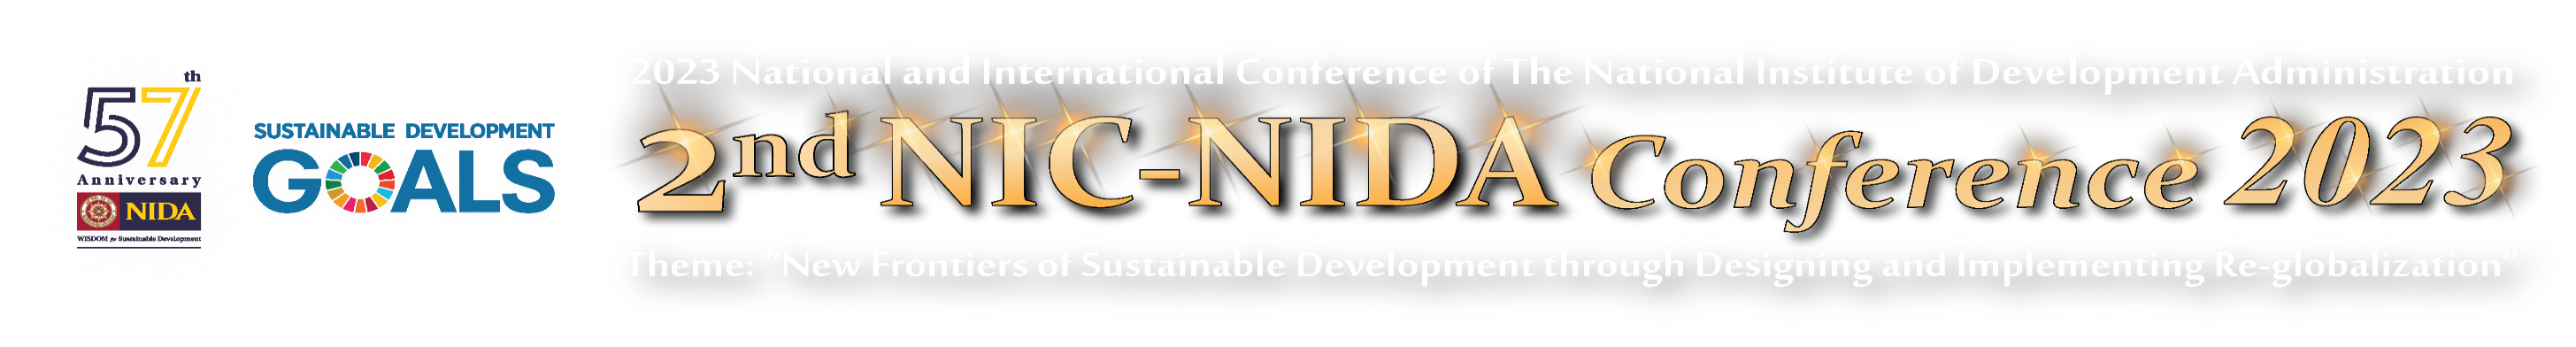 57th
Anniversary
NIDA
WISDOM for Sustainable Development
SUSTAINABLE DEVELOPMENT
GOALS
2023 National and International Conference of The National Institute of Development Administration
2nd NIC-NIDA Conference 2023
Theme: “New Frontiers of Sustainable Development through Designing and Implementing Re-globalization”